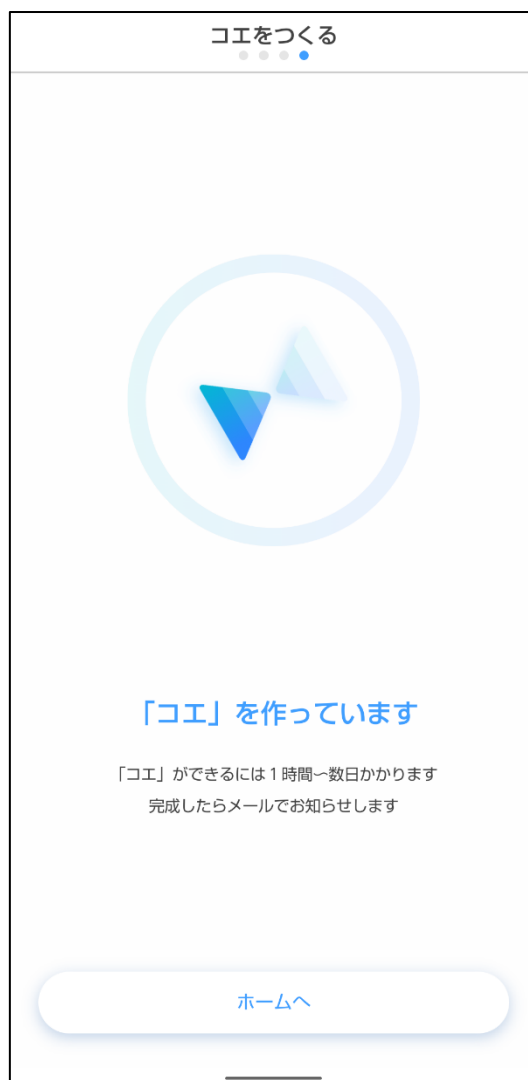 コエをつくる
「コエ」を作っています
「コエ」ができるには1時間〜数日かかります
完成したらメールでお知らせします
ホームへ